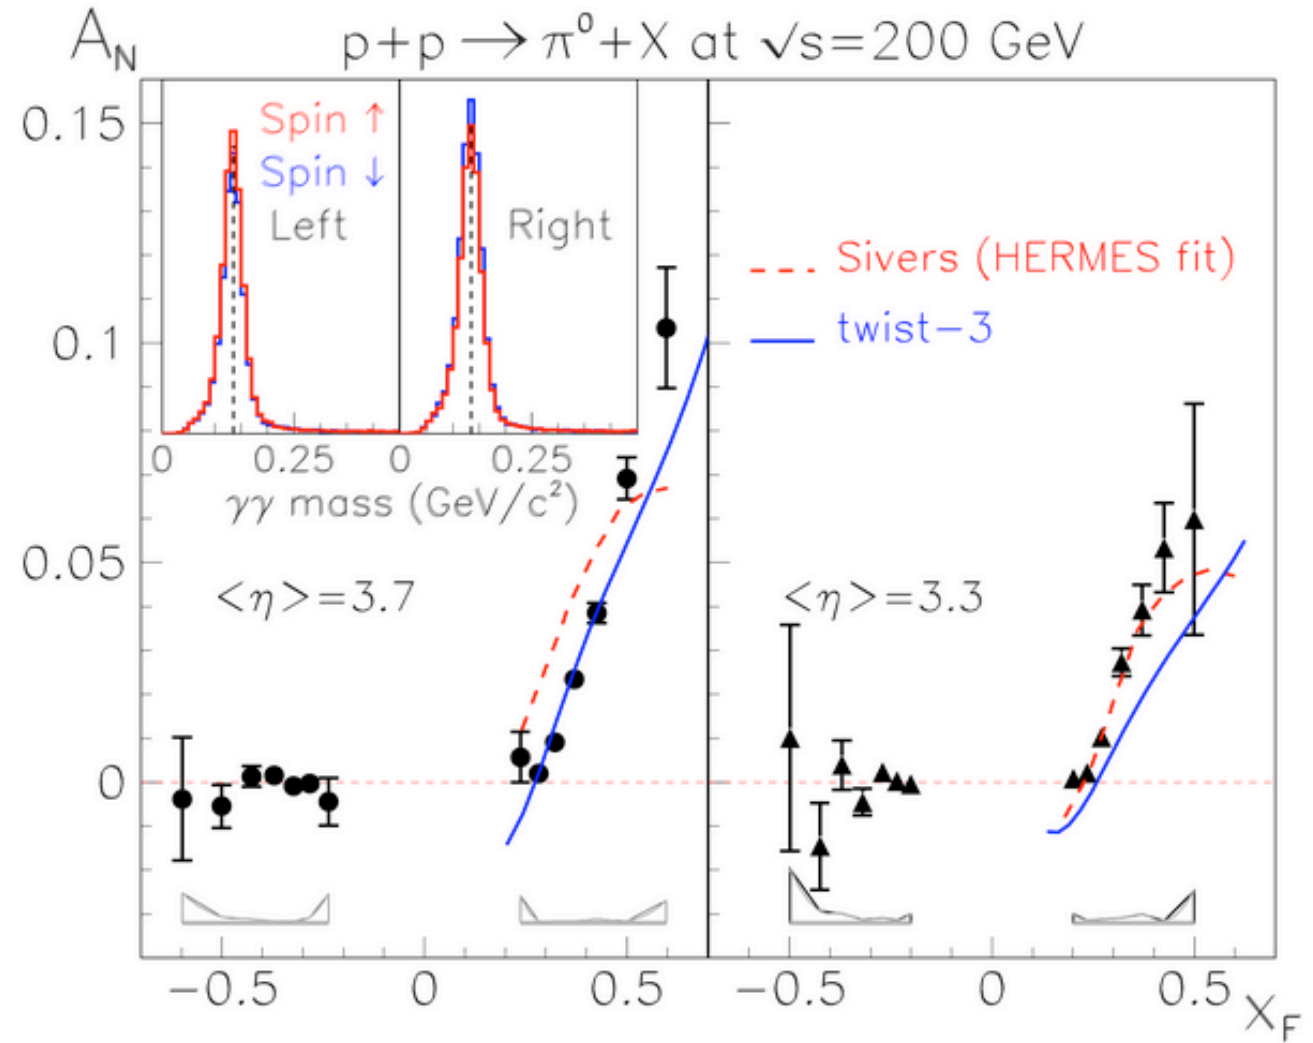 A_N
p+p → π⁰+X at √s=200 GeV
0.15
0.1
0.05
0
Spin ↑
Spin ↓
Left
Right
0 0.25 0 0.25
γγ mass (GeV/c²)
<η>=3.7
Sivers (HERMES fit)
twist-3
<η>=3.3
-0.5 0 0.5 -0.5 0 0.5
X_F